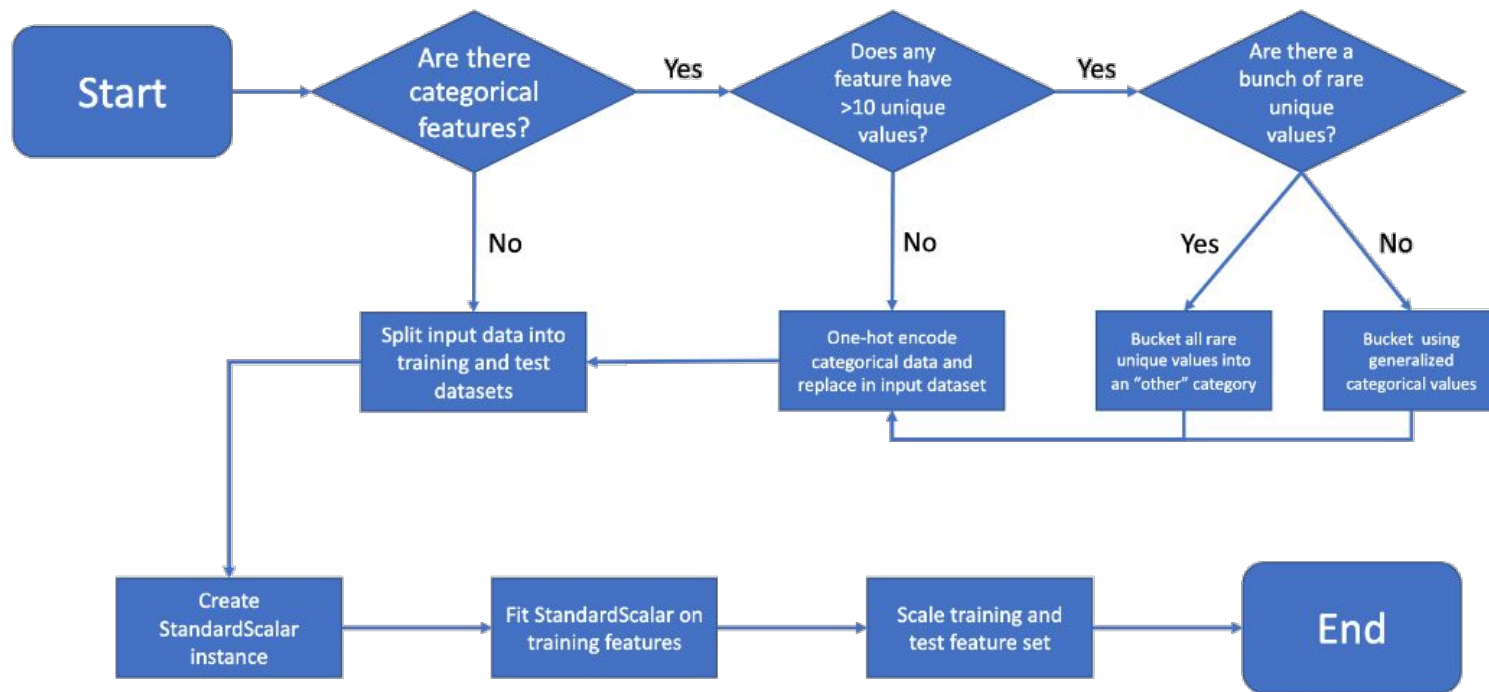 Start
Are there
categorical
features?
Yes
Does any
feature have
>10 unique
values?
Yes
Are there a
bunch of rare
unique
values?
No
No
Yes
No
Split input data into
training and test
datasets
One-hot encode
categorical data and
replace in input dataset
Bucket all rare
unique values into
an “other” category
Bucket using
generalized
categorical values
Create
StandardScalar
instance
Fit StandardScalar on
training features
Scale training and
test feature set
End